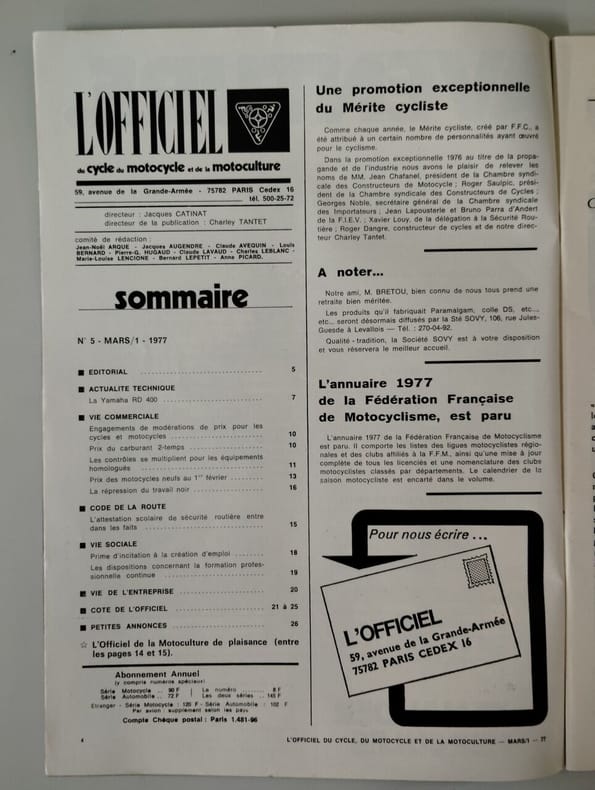 L'OFFICIEL
du cycle du motocycle et de la motoculture
59, avenue de la Grande-Armée - 75782 PARIS Cedex 16
tél. 500-25-72
directeur : Jacques CATINAT
directeur de la publication : Charley TANTET
comité de rédaction :
Jean-Noël ARQUE - Jacques AUGENDRE - Claude AVEQUIN - Louis
BERNARD - Pierre-G. HUGAUD - Claude LAVAUD - Charles LEBLANC -
Marie-Louise LENCIONE - Bernard LEPETIT - Anna PICARD.
sommaire
N° 5 - MARS/1 - 1977
■ EDITORIAL 5
■ ACTUALITE TECHNIQUE
La Yamaha RD 400 7
■ VIE COMMERCIALE
Engagements de modérations de prix pour les
cycles et motocycles 10
Prix du carburant 2-temps 10
Les contrôles se multiplient pour les équipements
homologués 11
Prix des motocycles neufs au 1er février 13
La répression du travail noir 16
■ CODE DE LA ROUTE
L'attestation scolaire de sécurité routière entre
dans les faits 15
■ VIE SOCIALE
Prime d'incitation à la création d'emploi 18
Les dispositions concernant la formation profes-
sionnelle continue 19
■ VIE DE L'ENTREPRISE 20
■ COTE DE L'OFFICIEL 21 à 25
■ PETITES ANNONCES 26
☆ L'Officiel de la Motoculture de plaisance (entre
les pages 14 et 15).
Abonnement Annuel
(y compris numéros spéciaux)
Série Motocycle .. 90 F | Le numéro 8 F
Série Automobile .. 72 F | Les deux séries .. 145 F
Etranger - Série Motocycle : 120 F - Série Automobile : 102 F
Par avion : supplément selon les pays
Compte Chèque postal : Paris 1.481-96
Une promotion exceptionnelle
du Mérite cycliste
Comme chaque année, le Mérite cycliste, créé par F.F.C., a
été attribué à un certain nombre de personnalités ayant œuvré
pour le cyclisme.
Dans la promotion exceptionnelle 1976 au titre de la propa-
gande et de l'industrie nous avons le plaisir de relever les
noms de MM. Jean Chafanel, président de la Chambre syndi-
cale des Constructeurs de Motocycle ; Roger Saulpic, prési-
dent de la Chambre syndicale des Constructeurs de Cycles ;
Georges Noble, secrétaire général de la Chambre syndicale
des Importateurs ; Jean Lapousterle et Bruno Parra d'Andert
de la F.I.E.V. ; Xavier Louy, de la délégation à la Sécurité Rou-
tière ; Roger Dangre, constructeur de cycles et de notre direc-
teur Charley Tantet.
A noter...
Notre ami, M. BRETOU, bien connu de nous tous prend une
retraite bien méritée.
Les produits qu'il fabriquait Paramalgam, colle DS, etc...,
etc... seront désormais diffusés par la Sté SOVY, 106, rue Jules-
Guesde à Levallois — Tél. : 270-04-92.
Qualité - tradition, la Société SOVY est à votre disposition
et vous réservera le meilleur accueil.
L'annuaire 1977
de la Fédération Française
de Motocyclisme, est paru
L'annuaire 1977 de la Fédération Française de Motocyclisme
est paru. Il comporte les listes des ligues motocyclistes régio-
nales et des clubs affiliés à la F.F.M., ainsi qu'une mise à jour
complète de tous les licenciés et une nomenclature des clubs
motocyclistes classés par départements. Le calendrier de la
saison motocycliste est encarté dans le volume.
Pour nous écrire ...
L'OFFICIEL
59, avenue de la Grande-Armée
75782 PARIS CEDEX 16
4
L'OFFICIEL DU CYCLE, DU MOTOCYCLE ET DE LA MOTOCULTURE — MARS/1 — 77